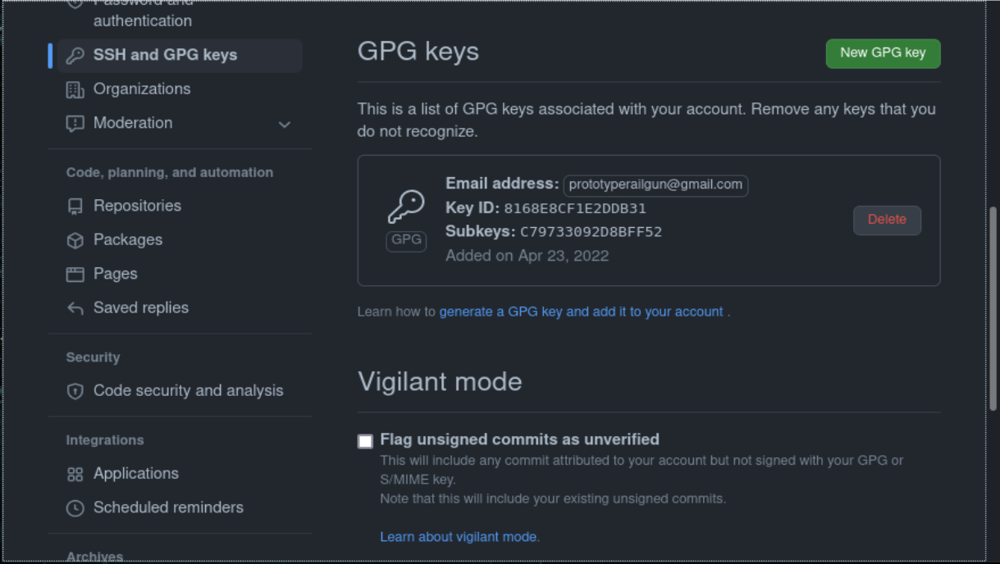 Password and
authentication
SSH and GPG keys
Organizations
Moderation
Code, planning, and automation
Repositories
Packages
Pages
Saved replies
Security
Code security and analysis
Integrations
Applications
Scheduled reminders
Archives
GPG keys
New GPG key
This is a list of GPG keys associated with your account. Remove any keys that you
do not recognize.
GPG
Email address: prototyperailgun@gmail.com
Key ID: 8168E8CF1E2DDB31
Subkeys: C79733092D8BFF52
Added on Apr 23, 2022
Delete
Learn how to generate a GPG key and add it to your account .
Vigilant mode
Flag unsigned commits as unverified
This will include any commit attributed to your account but not signed with your GPG or
S/MIME key.
Note that this will include your existing unsigned commits.
Learn about vigilant mode.